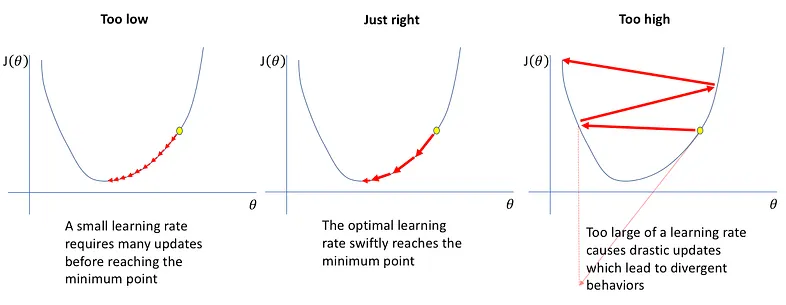 Too low
J(θ)
θ
A small learning rate
requires many updates
before reaching the
minimum point
Just right
J(θ)
θ
The optimal learning
rate swiftly reaches the
minimum point
Too high
J(θ)
θ
Too large of a learning rate
causes drastic updates
which lead to divergent
behaviors